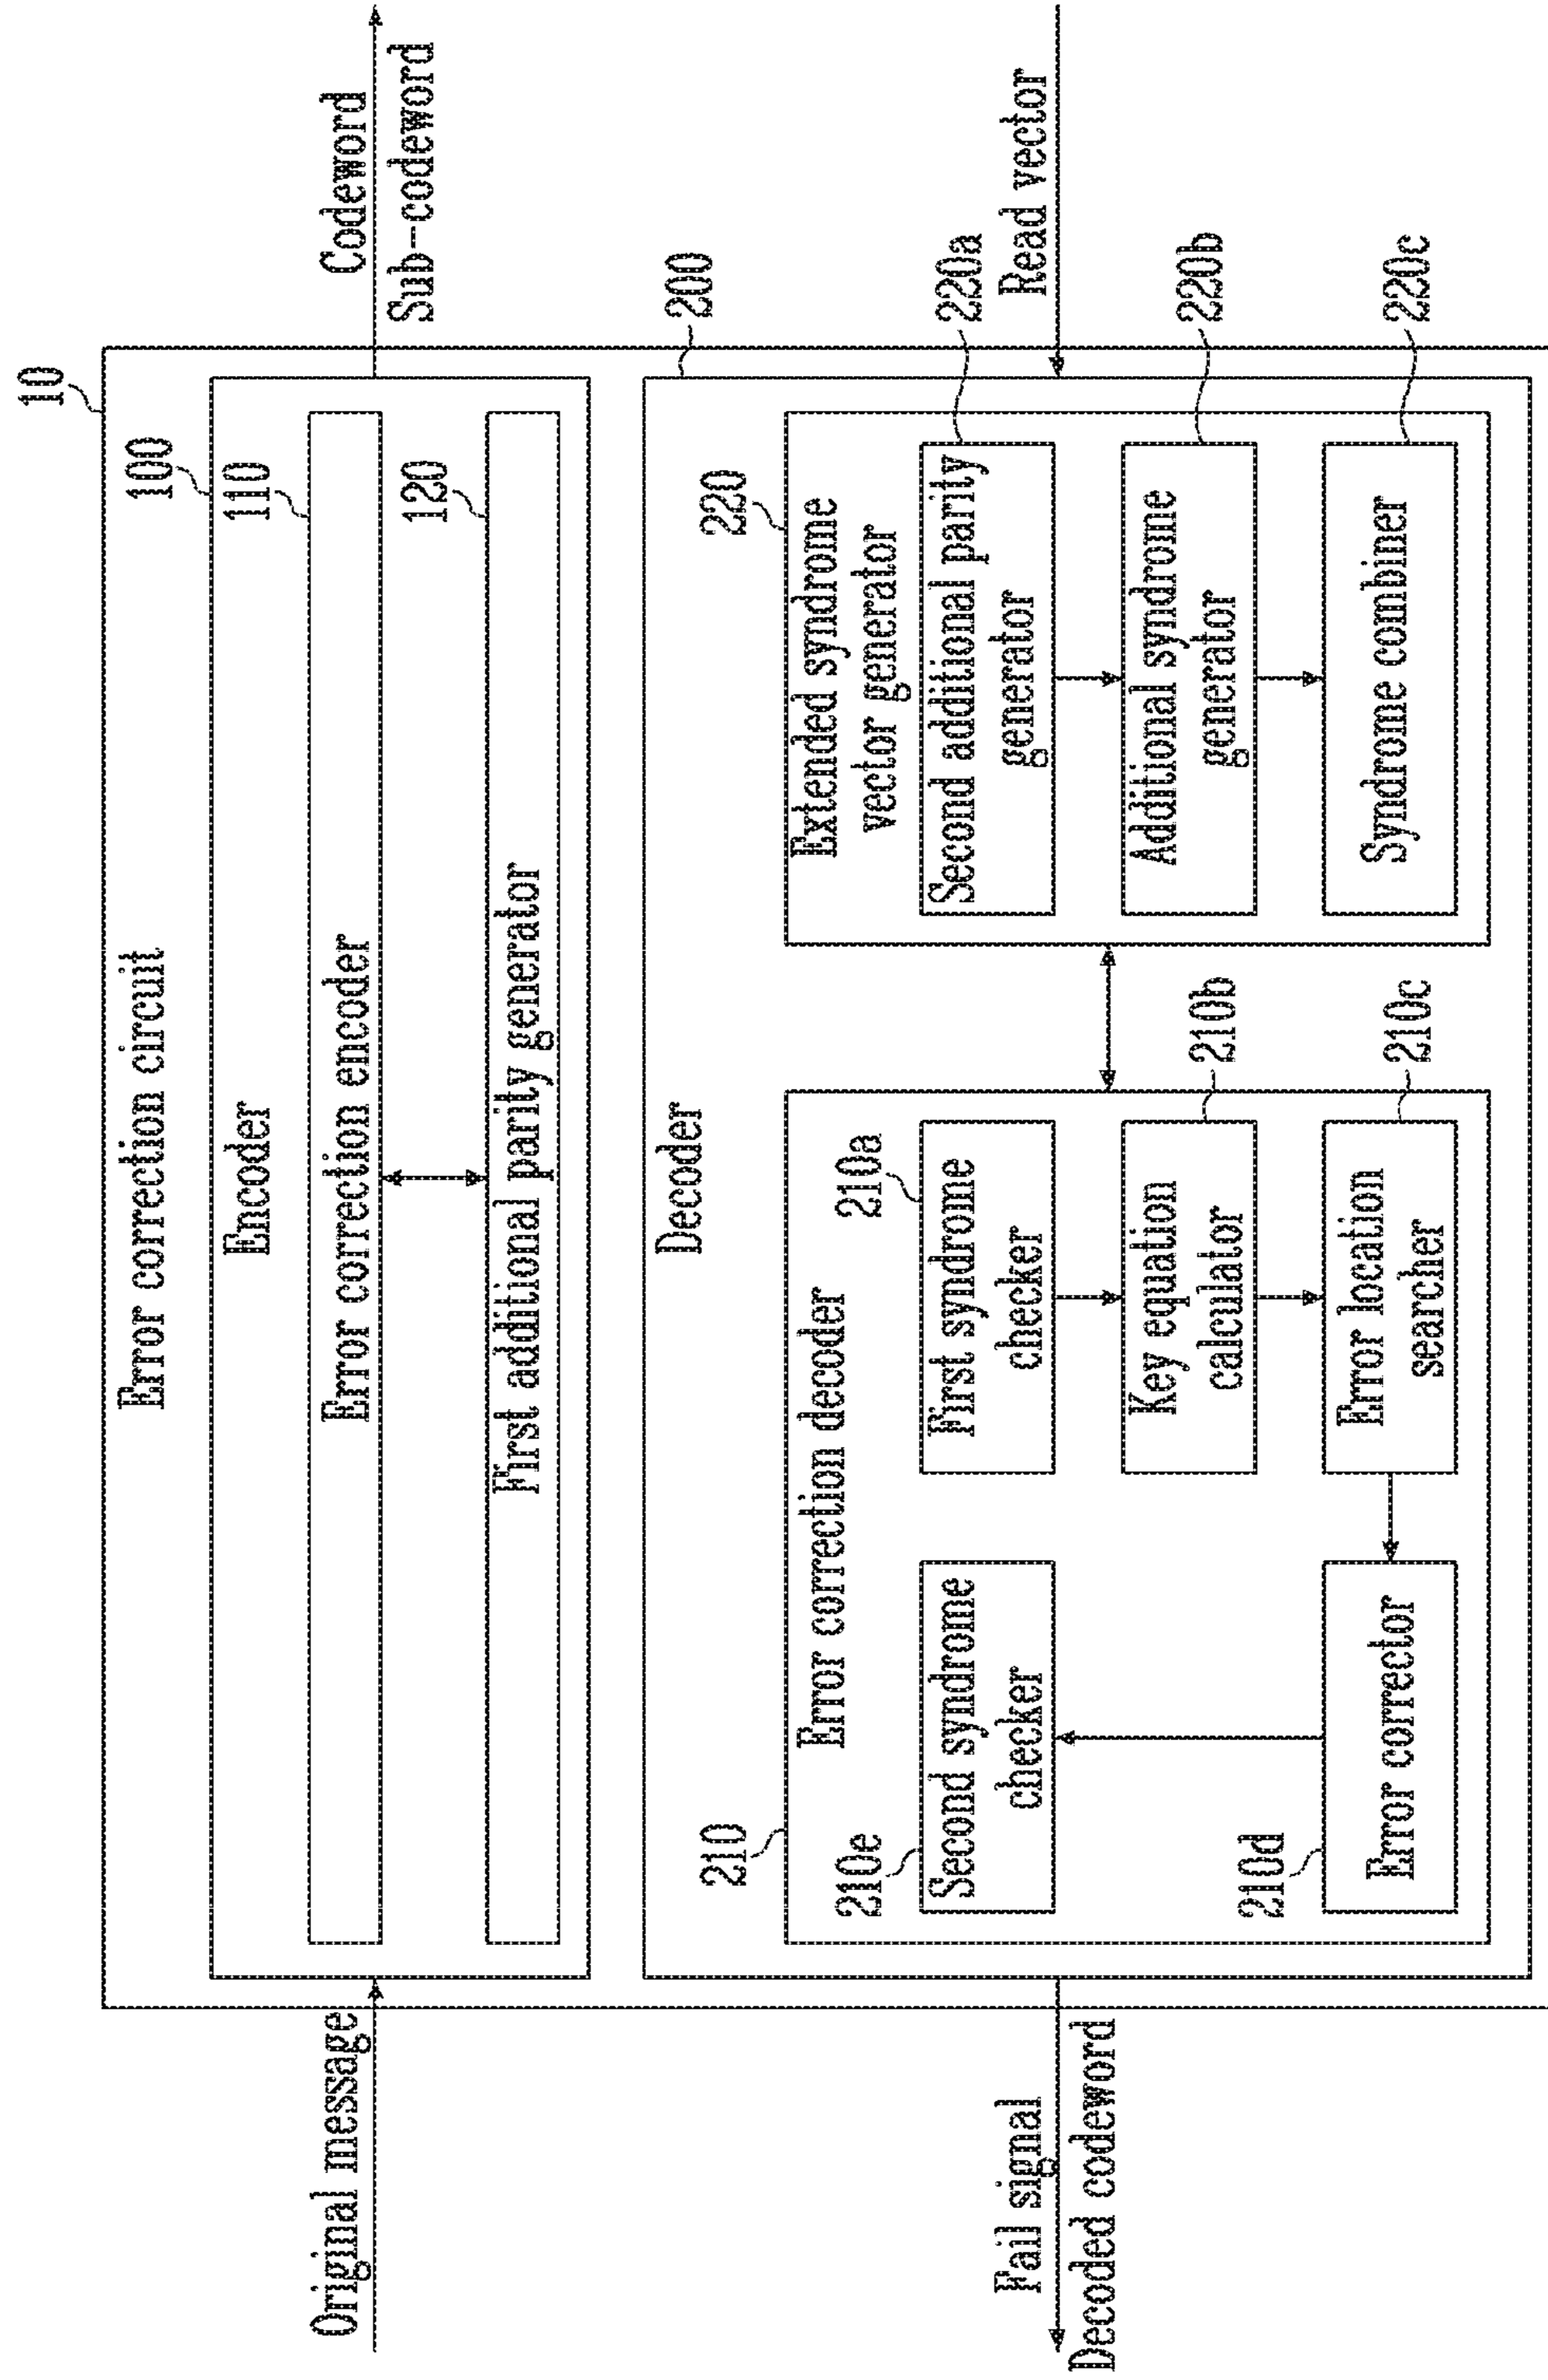 10
Error correction circuit
100
Encoder
110
Error correction encoder
120
First additional parity generator
Original message
Codeword
Sub-codeword
200
Decoder
210
Error correction decoder
210e
Second syndrome
checker
210a
First syndrome
checker
210b
Key equation
calculator
210c
Error location
searcher
210d
Error corrector
220
Extended syndrome
vector generator
220a
Second additional parity
generator
220b
Additional syndrome
generator
220c
Syndrome combiner
Fail signal
Decoded codeword
Read vector